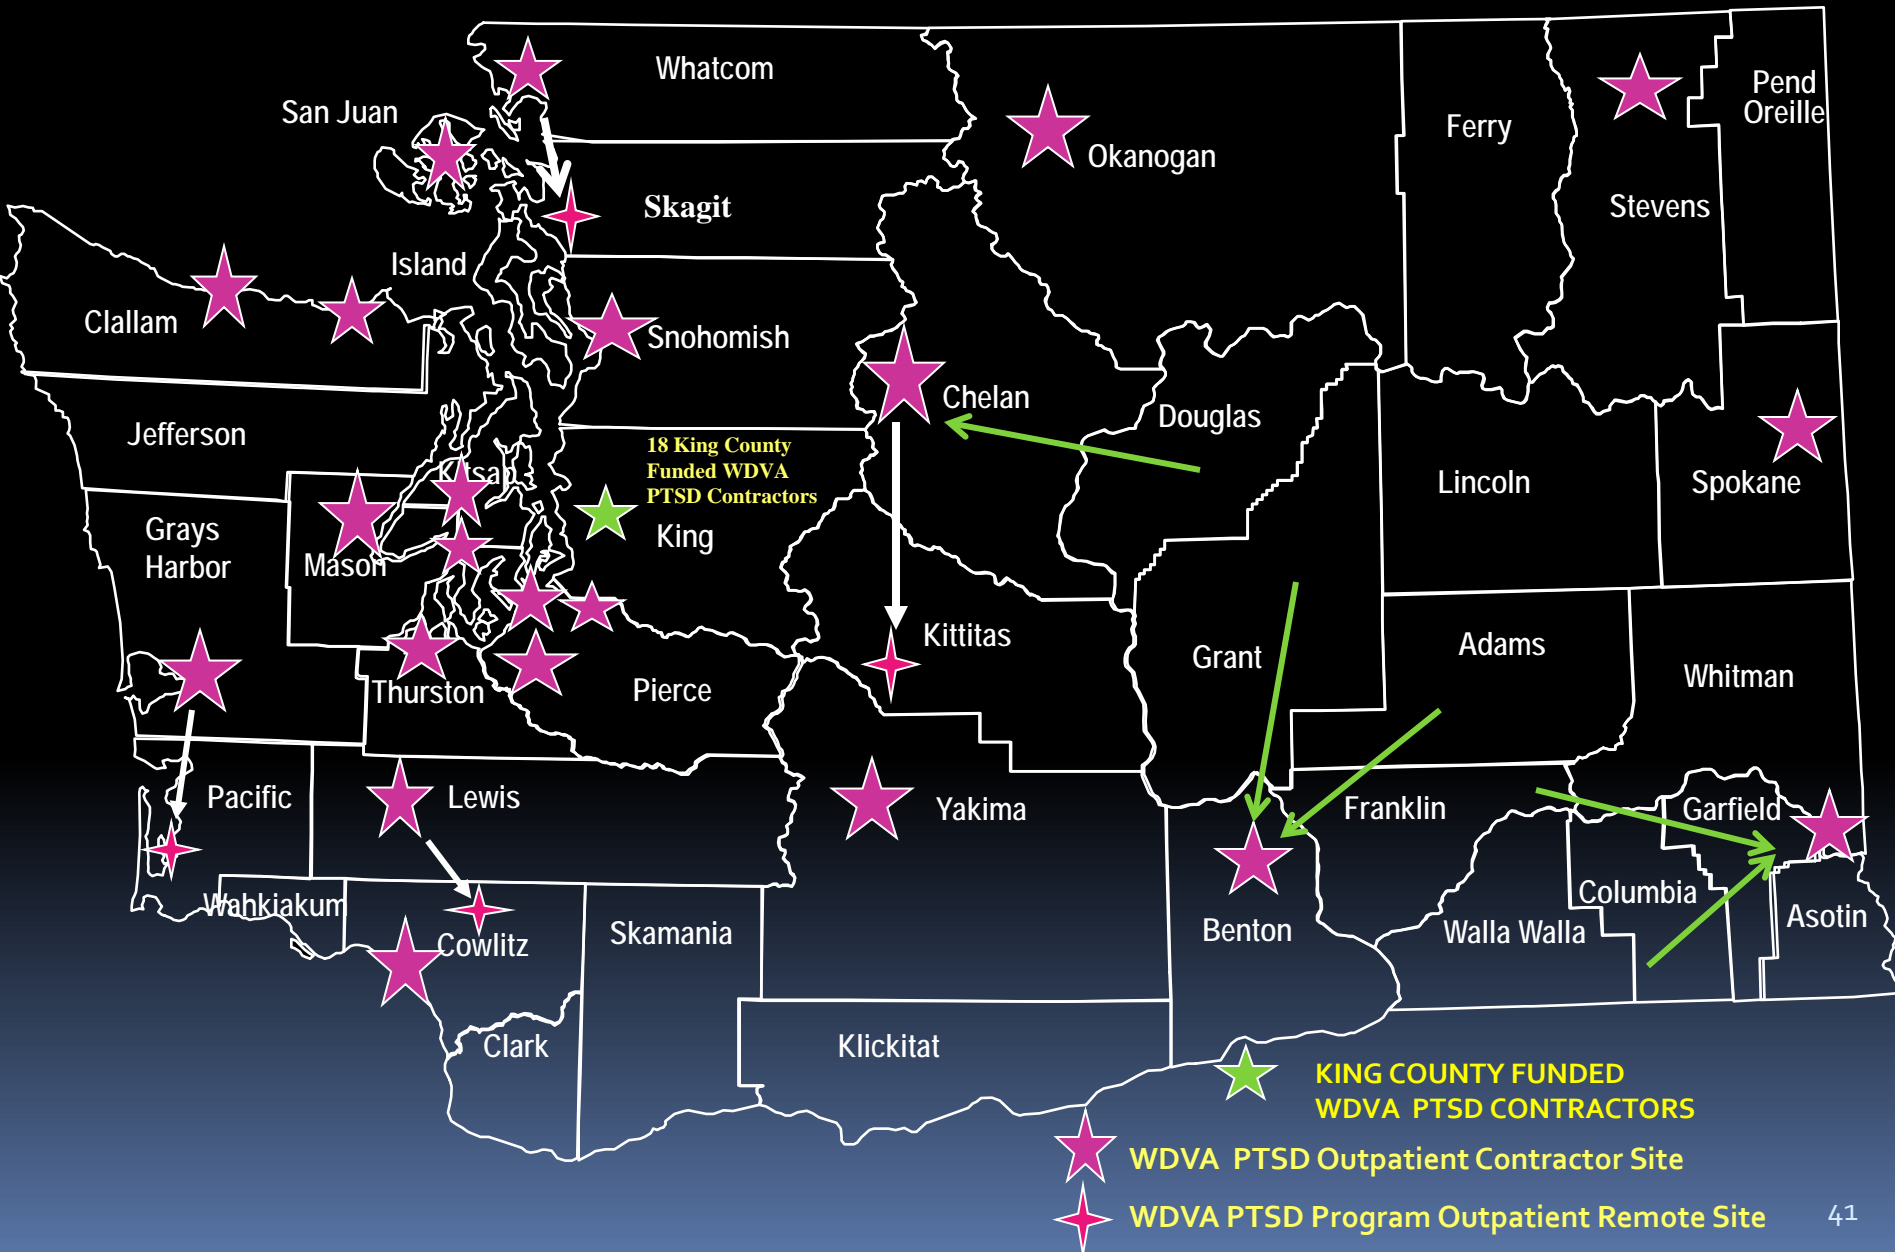 Whatcom
San Juan
Okanogan
Ferry
Pend
Oreille
Stevens
Skagit
Island
Clallam
Snohomish
Chelan
Douglas
Jefferson
18 King County
Funded WDVA
PTSD Contractors
King
Kitsap
Lincoln
Spokane
Grays
Harbor
Mason
Kittitas
Grant
Adams
Whitman
Thurston
Pierce
Pacific
Lewis
Yakima
Franklin
Garfield
Wahkiakum
Cowlitz
Skamania
Benton
Walla Walla
Columbia
Asotin
Clark
Klickitat
KING COUNTY FUNDED
WDVA PTSD CONTRACTORS
WDVA PTSD Outpatient Contractor Site
WDVA PTSD Program Outpatient Remote Site
41